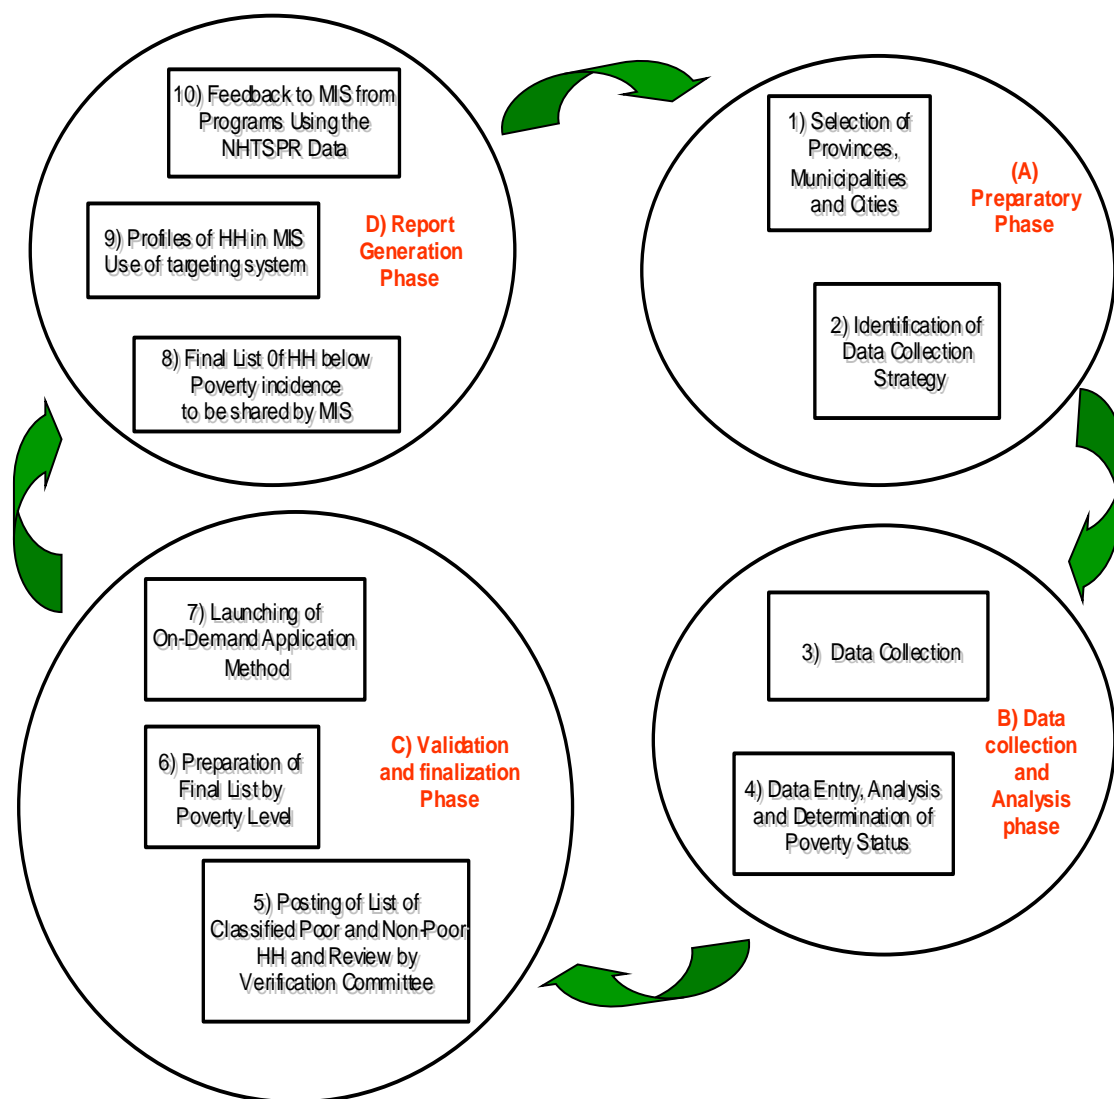 10) Feedback to MIS from
Programs Using the
NHTSPR Data
9) Profiles of HH in MIS
Use of targeting system
D) Report
Generation
Phase
8) Final List 0f HH below
Poverty incidence
to be shared by MIS
1) Selection of
Provinces,
Municipalities
and Cities
(A)
Preparatory
Phase
2) Identification of
Data Collection
Strategy
7) Launching of
On-Demand Application
Method
6) Preparation of
Final List by
Poverty Level
C) Validation
and finalization
Phase
5) Posting of List of
Classified Poor and Non-Poor
HH and Review by
Verification Committee
3) Data Collection
B) Data
collection
and
Analysis
phase
4) Data Entry, Analysis
and Determination of
Poverty Status